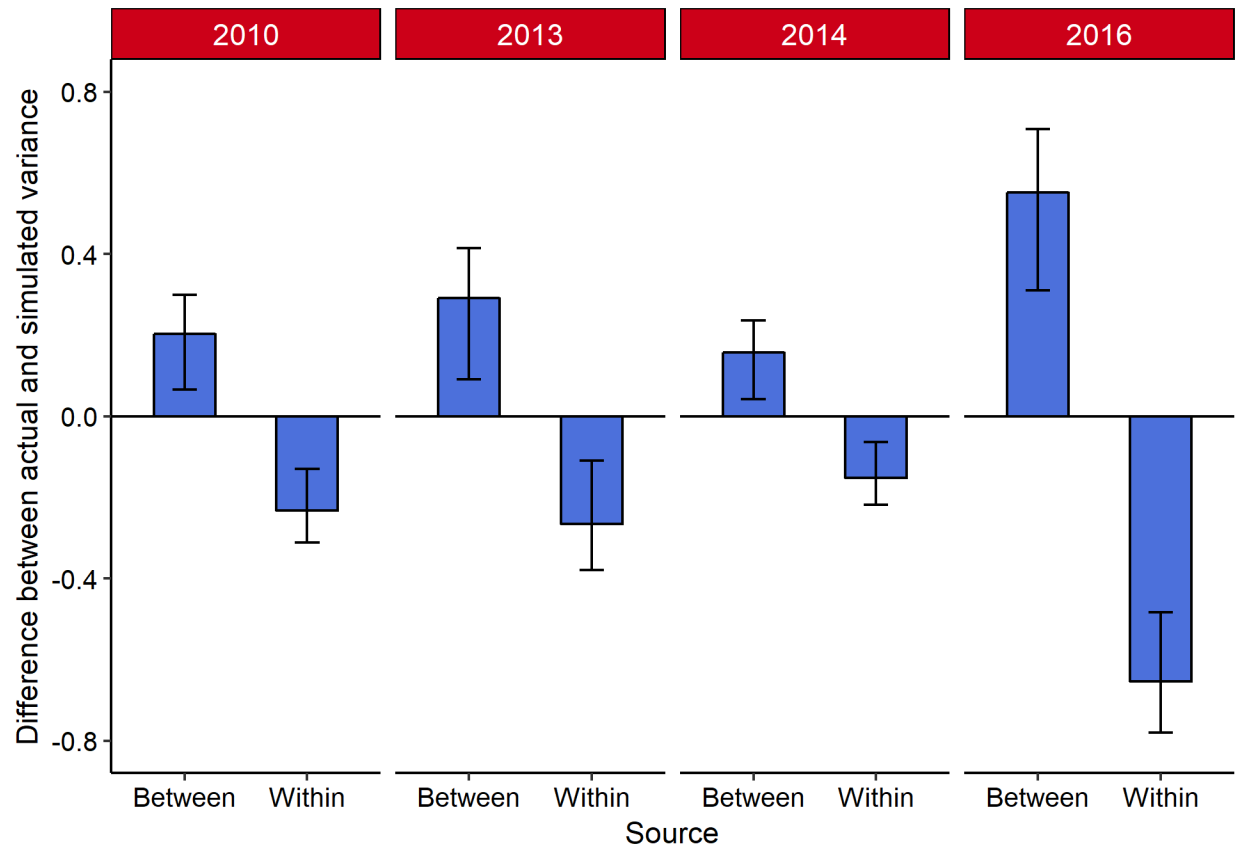 2010 2013 2014 2016
Difference between actual and simulated variance
0.8
0.4
0.0
-0.4
-0.8
Between Within Between Within Between Within Between Within
Source